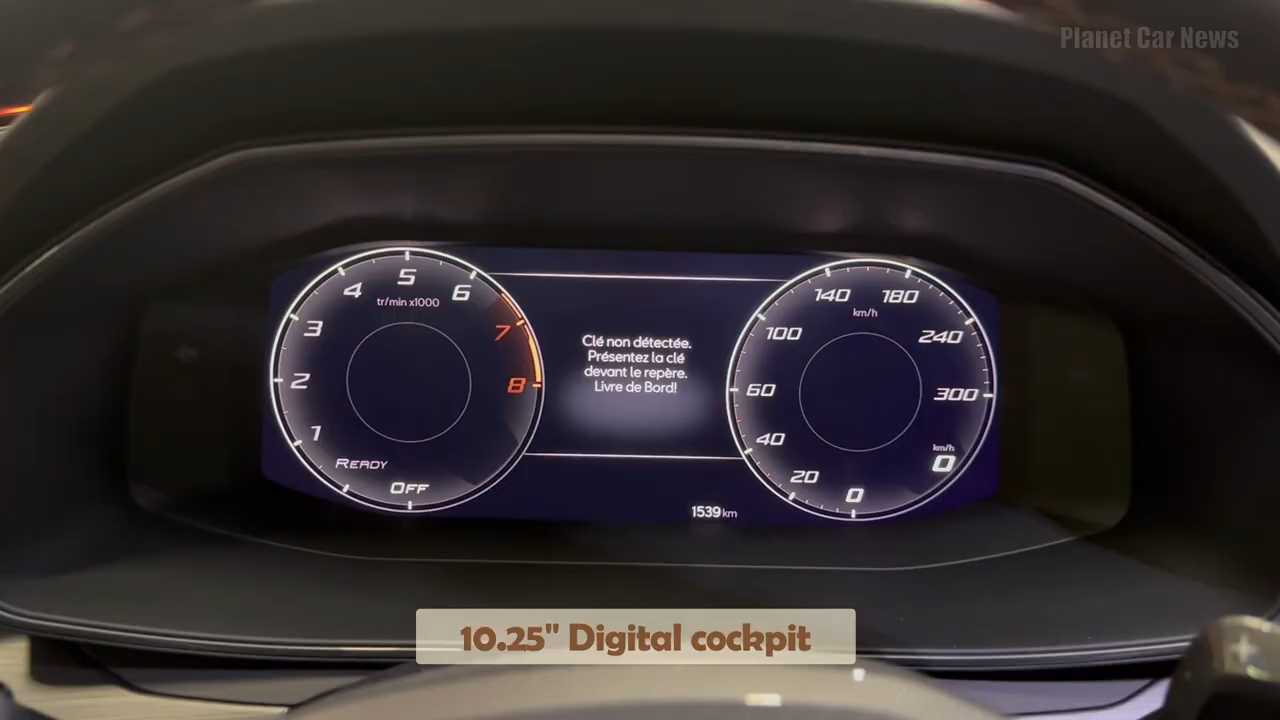 Planet Car News
4
5
6
tr/min x1000
3
7
2
8
1
READY
OFF
Clé non détectée.
Présentez la clé
devant le repère.
Livre de Bord!
1539 km
140
180
km/h
100
240
60
300
40
km/h
0
20
0
10.25" Digital cockpit